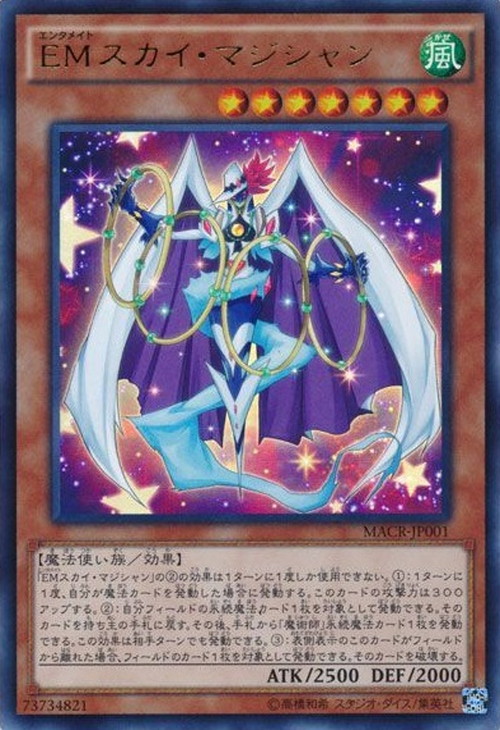 エンタメイト
EMスカイ・マジシャン
かぜ
風
MACR-JP001
【魔法使い族／効果】
「EMスカイ・マジシャン」の②の効果は1ターンに1度しか使用できない。①：1ターンに
1度、自分が魔法カードを発動した場合に発動する。このカードの攻撃力は300
アップする。②：自分フィールドの永続魔法カード1枚を対象として発動できる。その
カードを持ち主の手札に戻す。その後、手札から「魔術師」永続魔法カード1枚を発動
できる。この効果は相手ターンでも発動できる。③：表側表示のこのカードがフィールド
から離れた場合、フィールドのカード1枚を対象として発動できる。そのカードを破壊する。
ATK/2500 DEF/2000
73734821
©高橋和希 スタジオ・ダイス/集英社